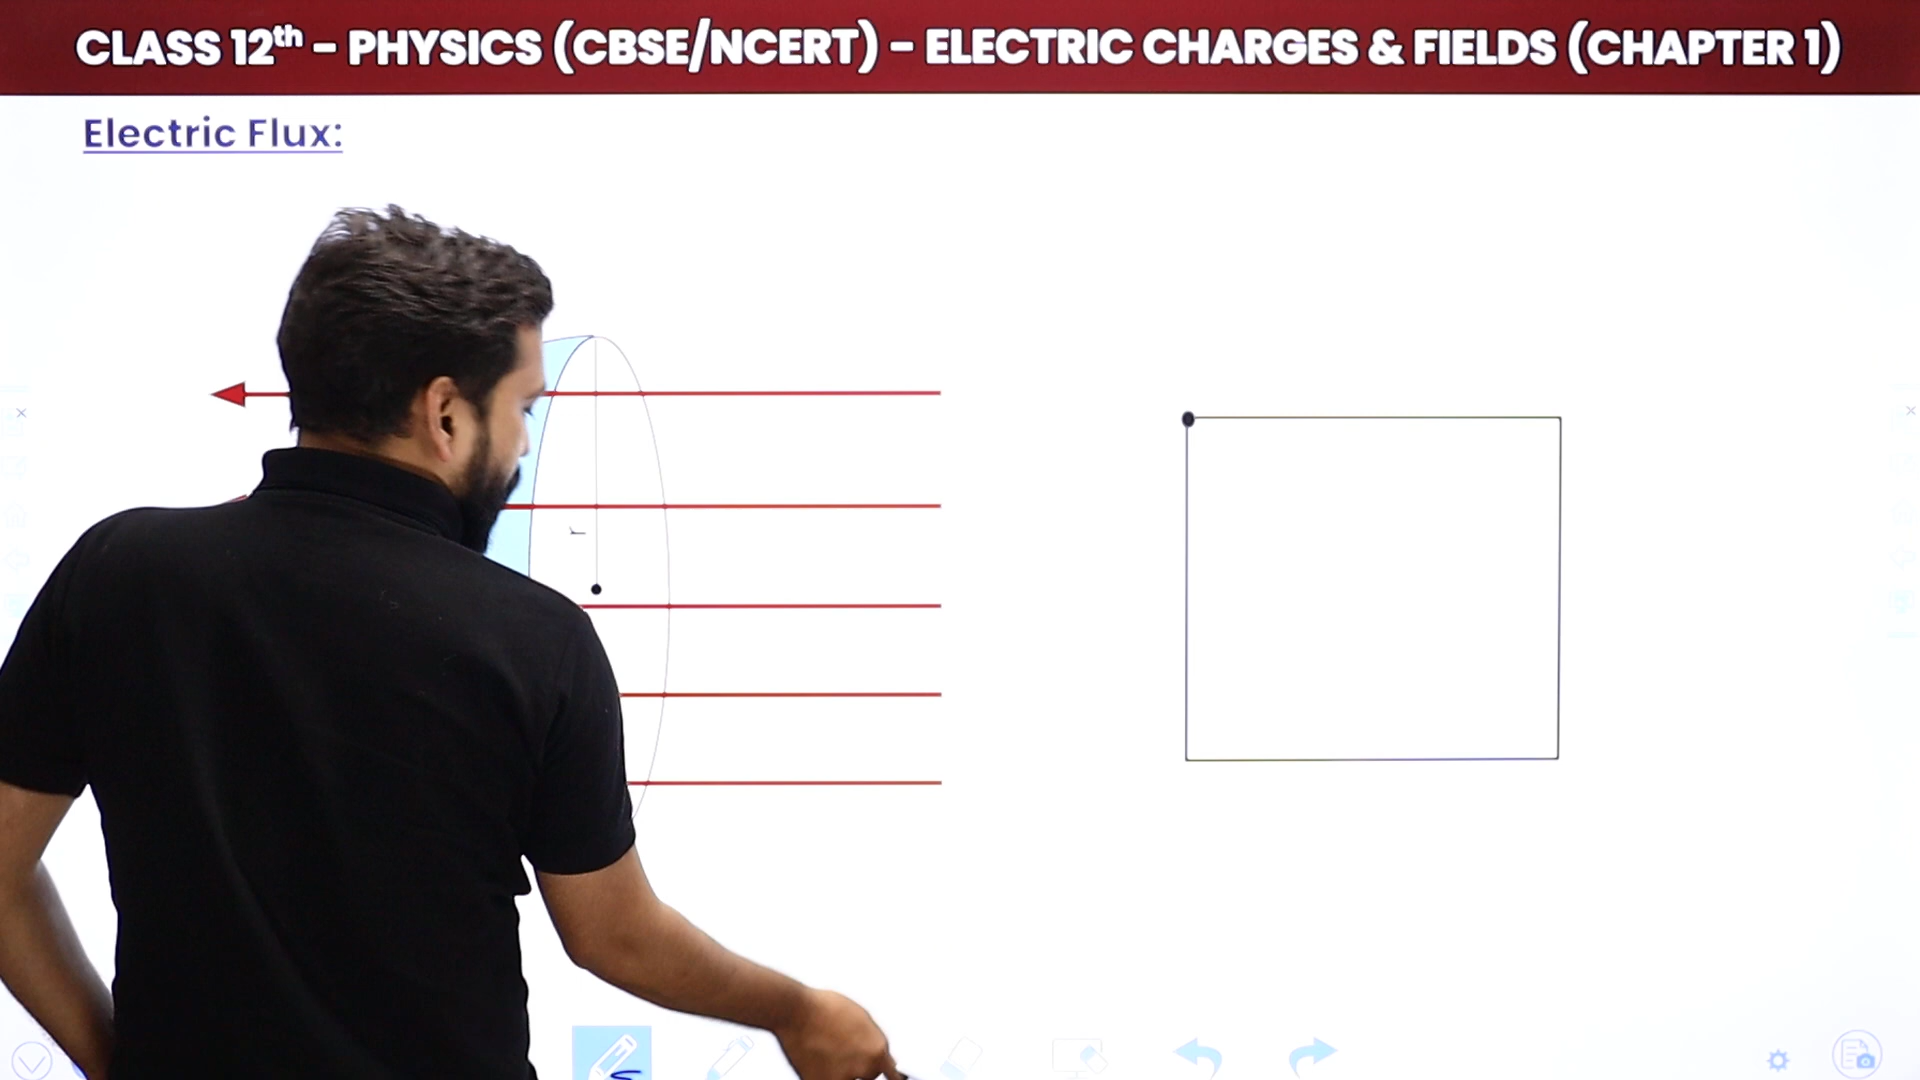 CLASS 12th - PHYSICS (CBSE/NCERT) - ELECTRIC CHARGES & FIELDS (CHAPTER 1)
Electric Flux:
r